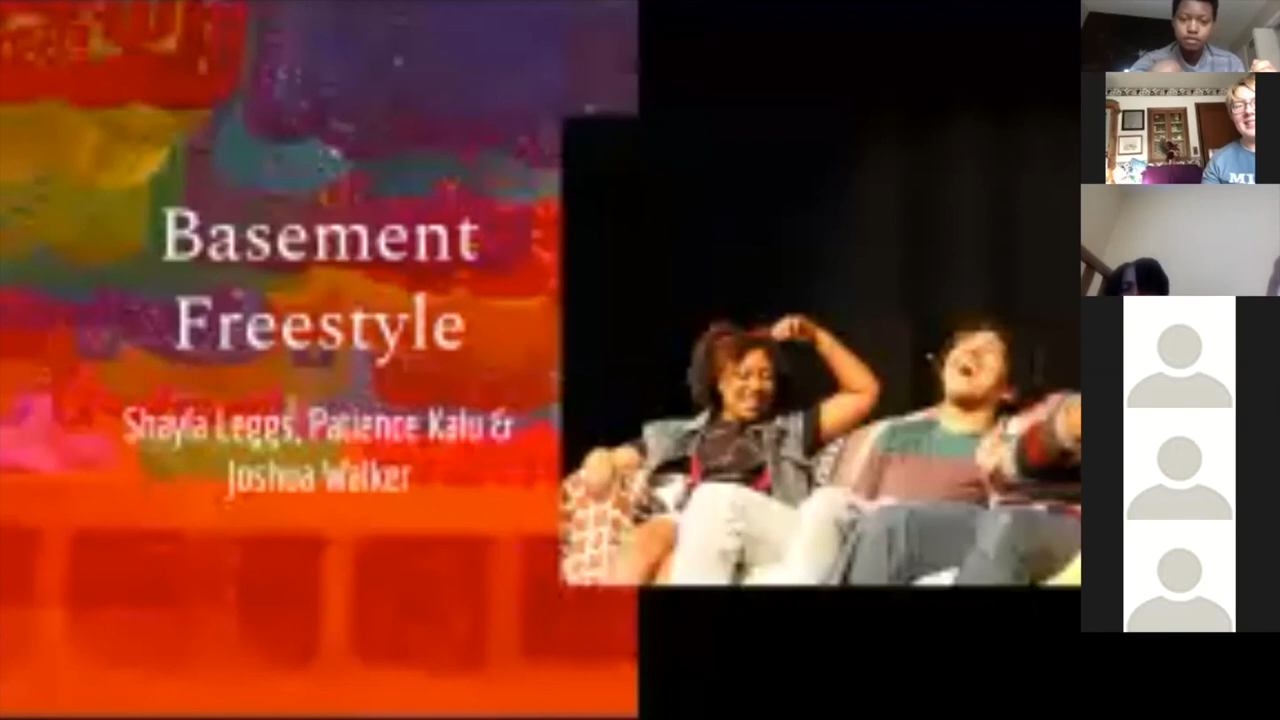 Basement
Freestyle
Shayla Leggs, Patience Kalu &
Joshua Walker